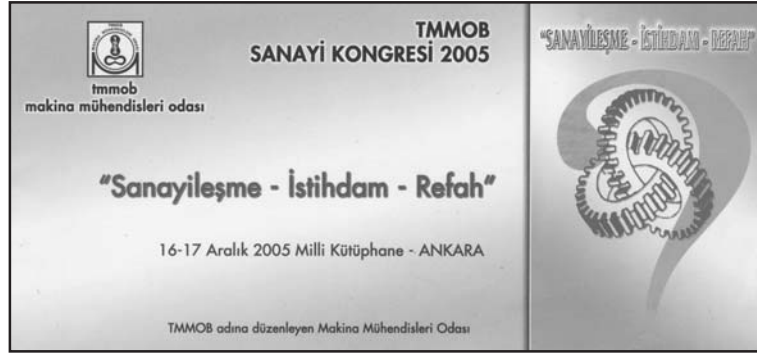 tmmob
makina mühendisleri odası
TMMOB
SANAYİ KONGRESİ 2005
"Sanayileşme - İstihdam - Refah"
16-17 Aralık 2005 Milli Kütüphane - ANKARA
TMMOB adına düzenleyen Makina Mühendisleri Odası
"SANAYİLEŞME - İSTİHDAM - REFAH"